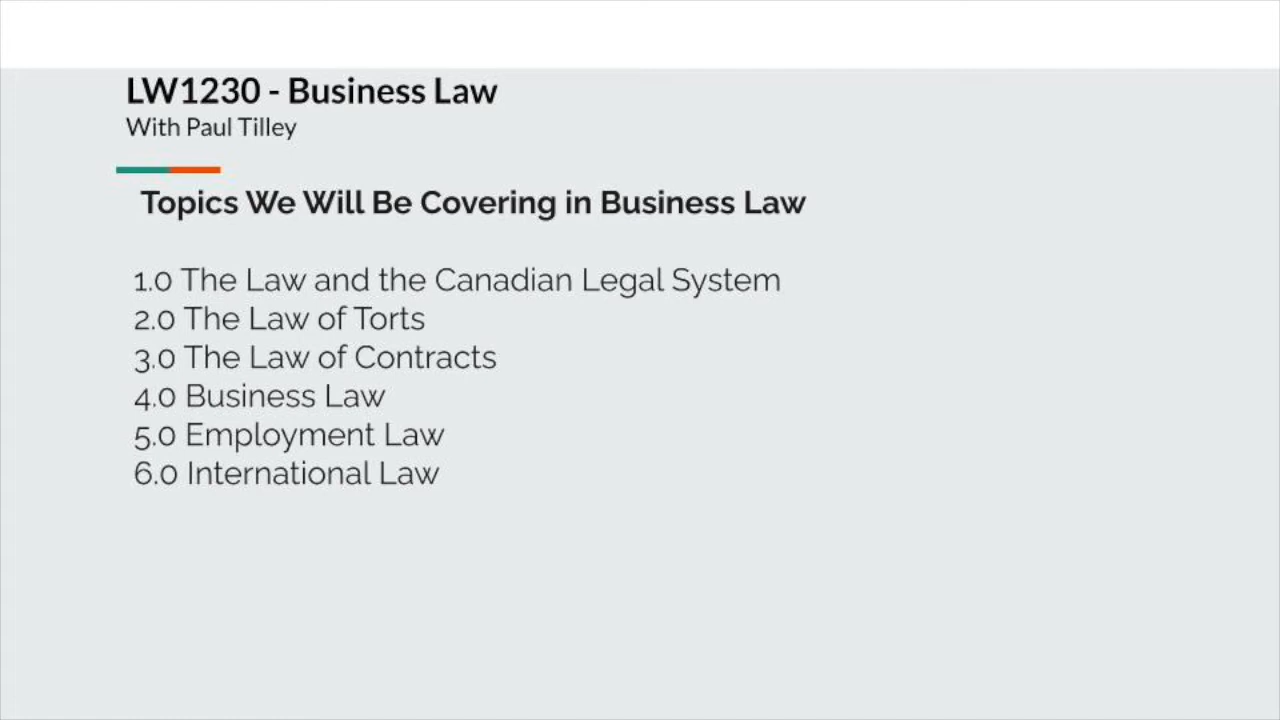 LW1230 - Business Law
With Paul Tilley
Topics We Will Be Covering in Business Law
1.0 The Law and the Canadian Legal System
2.0 The Law of Torts
3.0 The Law of Contracts
4.0 Business Law
5.0 Employment Law
6.0 International Law